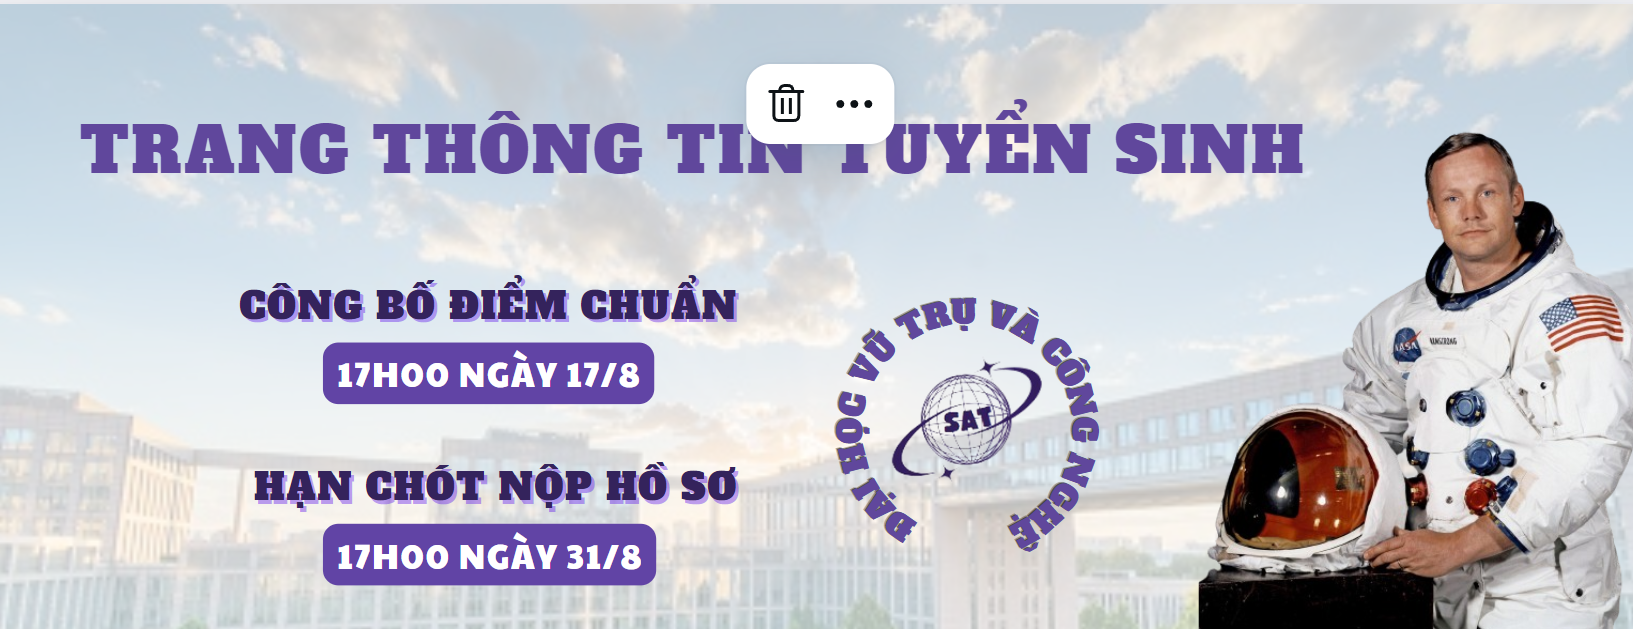 TRANG THÔNG TIN TUYỂN SINH
CÔNG BỐ ĐIỂM CHUẨN
17H00 NGÀY 17/8
HẠN CHÓT NỘP HỒ SƠ
17H00 NGÀY 31/8
ĐẠI HỌC VŨ TRỤ VÀ CÔNG NGHỆ
SAT
NASA